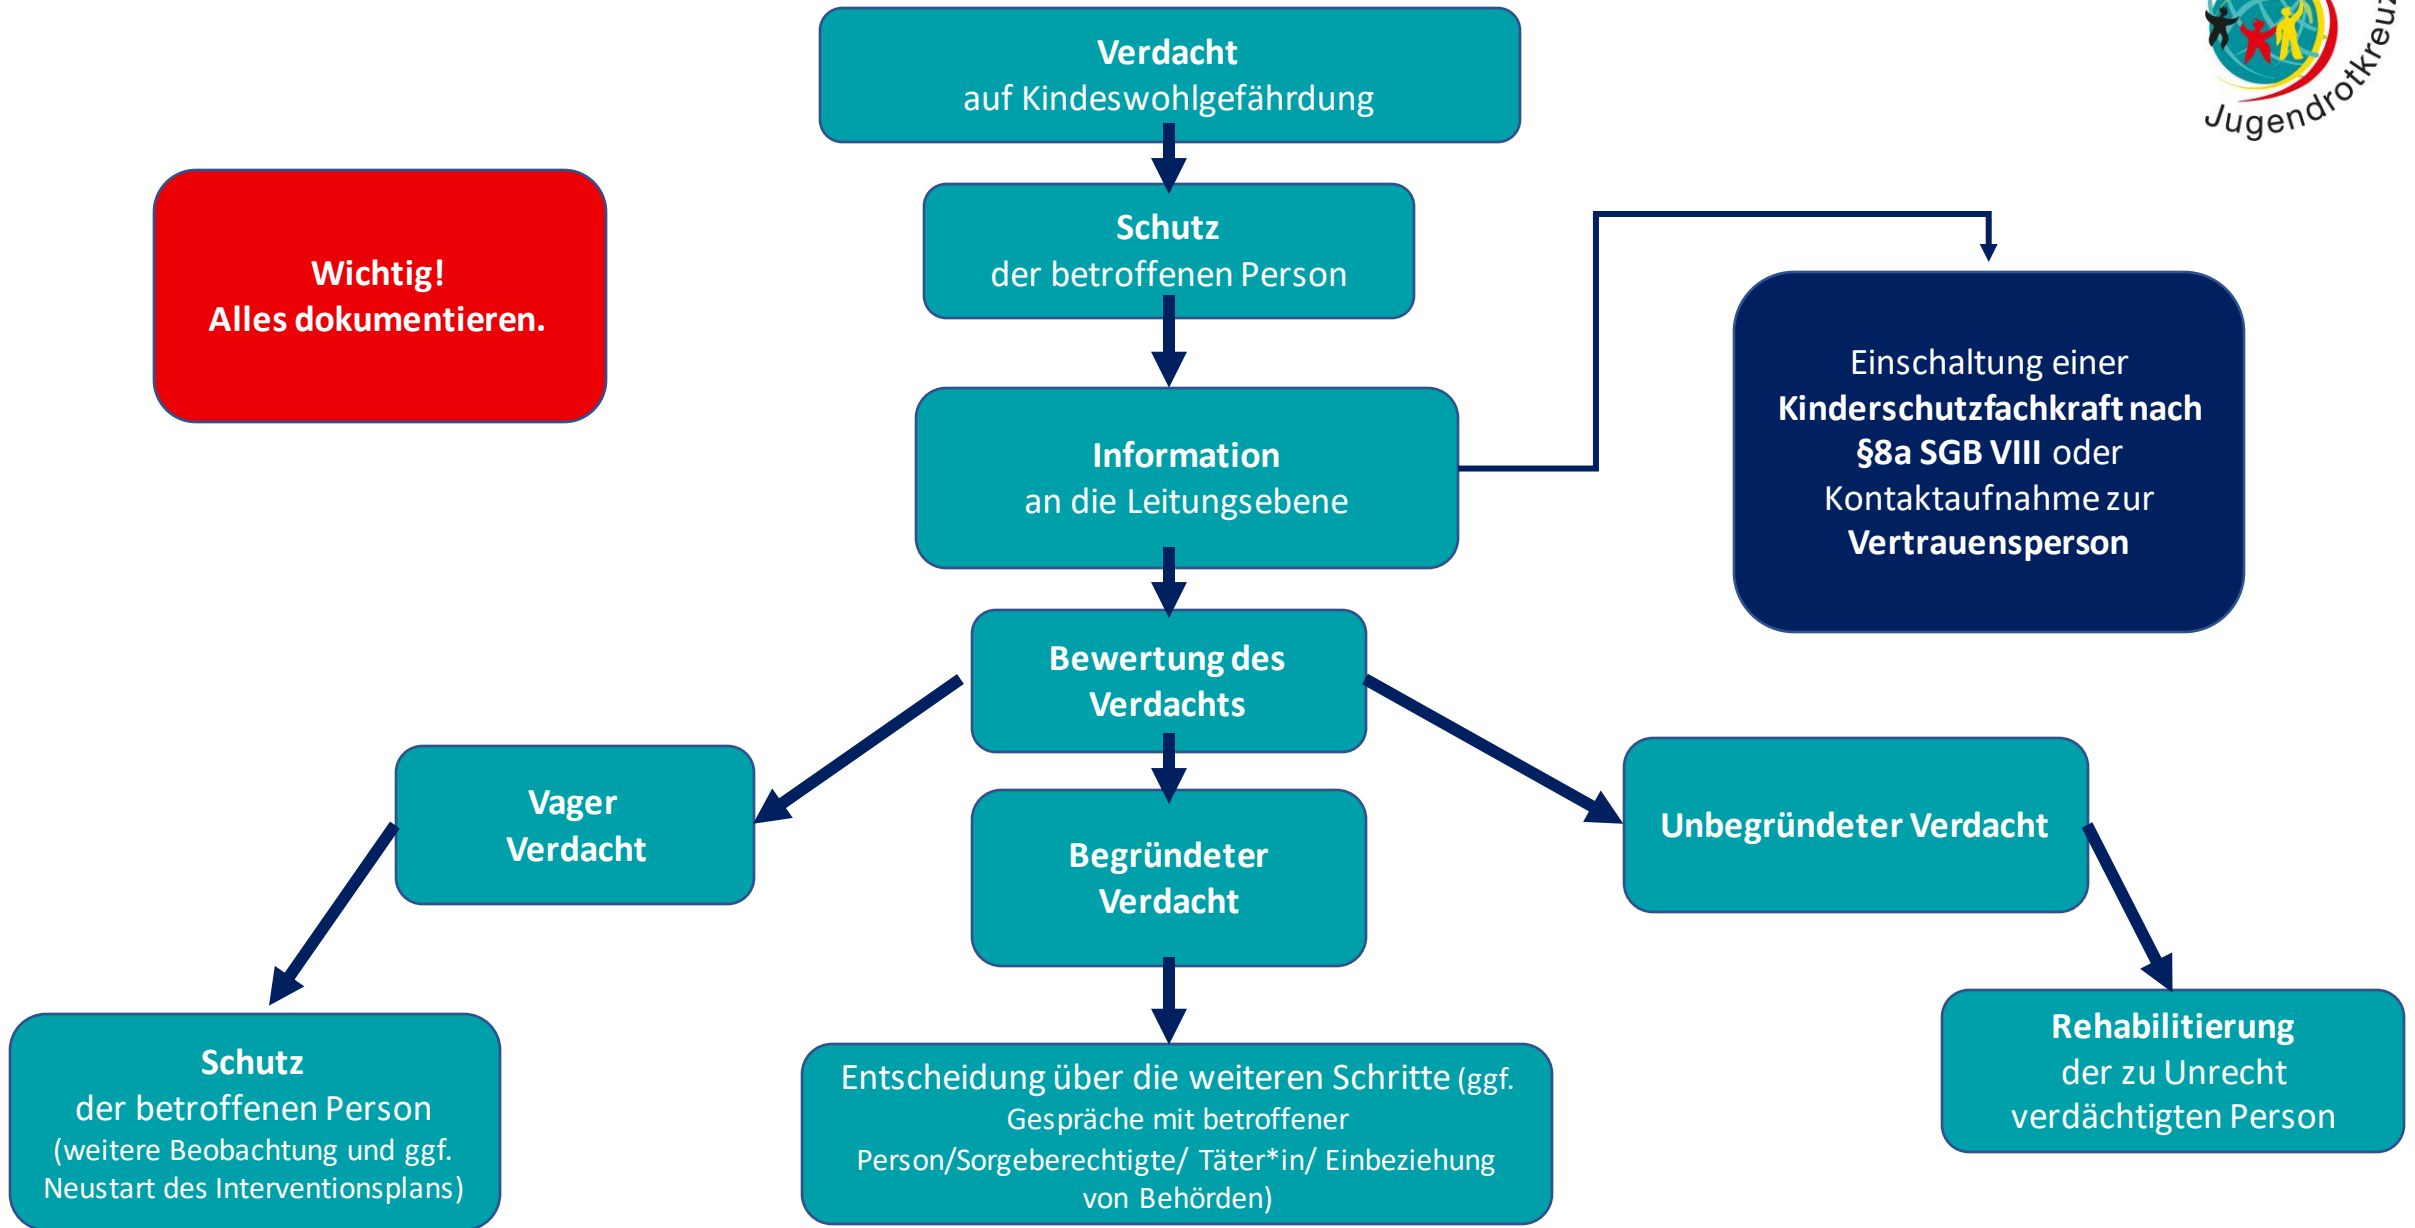 Verdacht
auf Kindeswohlgefährdung
Jugendrotkreuz
Wichtig!
Alles dokumentieren.
Schutz
der betroffenen Person
Information
an die Leitungsebene
Einschaltung einer
Kinderschutzfachkraft nach
§8a SGB VIII oder
Kontaktaufnahme zur
Vertrauensperson
Bewertung des
Verdachts
Vager
Verdacht
Begründeter
Verdacht
Unbegründeter Verdacht
Schutz
der betroffenen Person
(weitere Beobachtung und ggf.
Neustart des Interventionsplans)
Entscheidung über die weiteren Schritte (ggf.
Gespräche mit betroffener
Person/Sorgeberechtigte/ Täter*in/ Einbeziehung
von Behörden)
Rehabilitierung
der zu Unrecht
verdächtigten Person